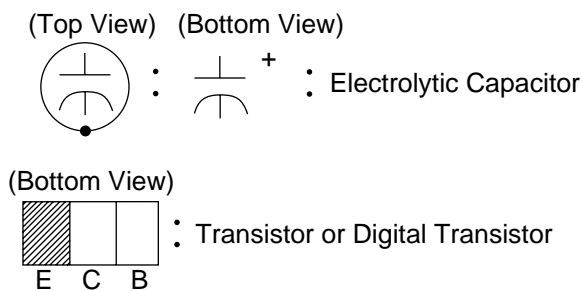 (Top View) (Bottom View)
: + : Electrolytic Capacitor
(Bottom View)
: Transistor or Digital Transistor
E C B